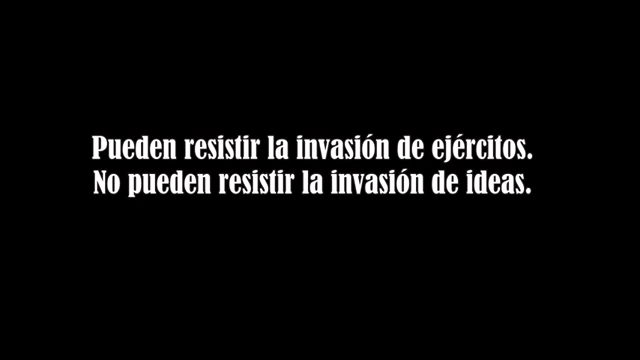 Pueden resistir la invasión de ejércitos.
No pueden resistir la invasión de ideas.